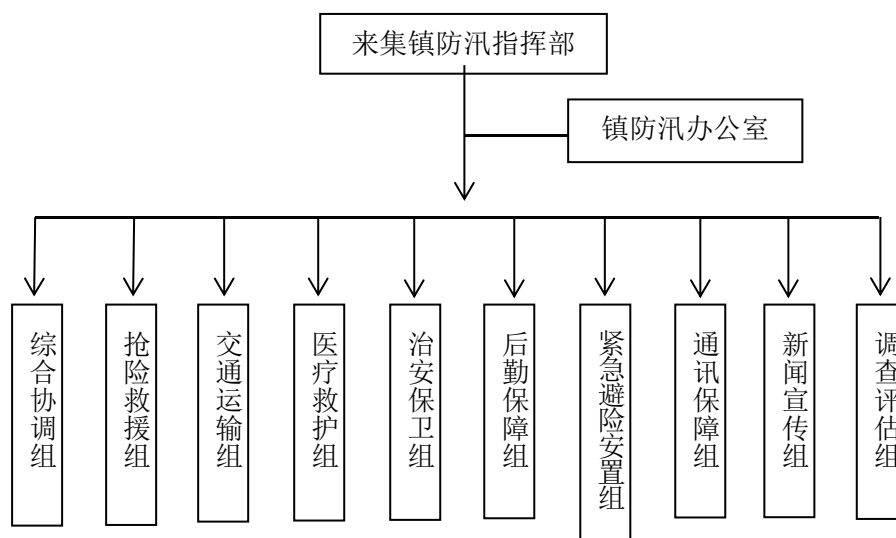 来集镇防汛指挥部
镇防汛办公室
综合协调组
抢险救援组
交通运输组
医疗救护组
治安保卫组
后勤保障组
紧急避险安置组
通讯保障组
新闻宣传组
调查评估组